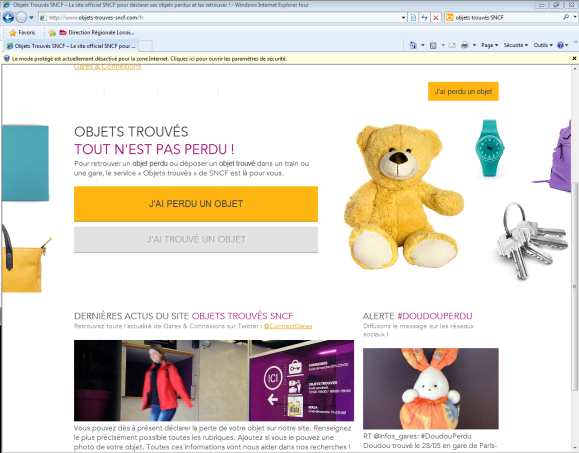 Objets Trouvés SNCF – Le site officiel SNCF pour déclarer ses objets perdus et les retrouver ! - Windows Internet Explorer four
http://www.objets-trouves-sncf.com/fr
objets trouvés SNCF
Favoris
Direction Régionale Lorrai...
Objets Trouvés SNCF – Le site officiel SNCF pour ...
Page
Sécurité
Outils
Le mode protégé est actuellement désactivé pour la zone Internet. Cliquez ici pour ouvrir les paramètres de sécurité.
Gares & Connexions
J'ai perdu un objet
OBJETS TROUVÉS
TOUT N'EST PAS PERDU !
Pour retrouver un objet perdu ou déposer un objet trouvé dans un train ou
une gare, le service « Objets trouvés » de SNCF est là pour vous.
J'AI PERDU UN OBJET
J'AI TROUVÉ UN OBJET
DERNIÈRES ACTUS DU SITE OBJETS TROUVÉS SNCF
Retrouvez toute l'actualité de Gares & Connexions sur Twitter : @ConnectGares
ICI
CONSIGNES
OBJETS TROUVES
KIALA
Kiala
Vous pouvez dès à présent déclarer la perte de votre objet sur notre site. Renseignez
le plus précisément possible toutes les rubriques. Ajoutez si vous le pouvez une
photo de votre objet. Toutes ces informations vont nous aider dans nos recherches !
ALERTE #DOUDOUPERDU
Diffusons le message sur les réseaux
sociaux !
RT @Infos_gares: #DoudouPerdu
Doudou trouvé le 28/05 en gare de Paris-